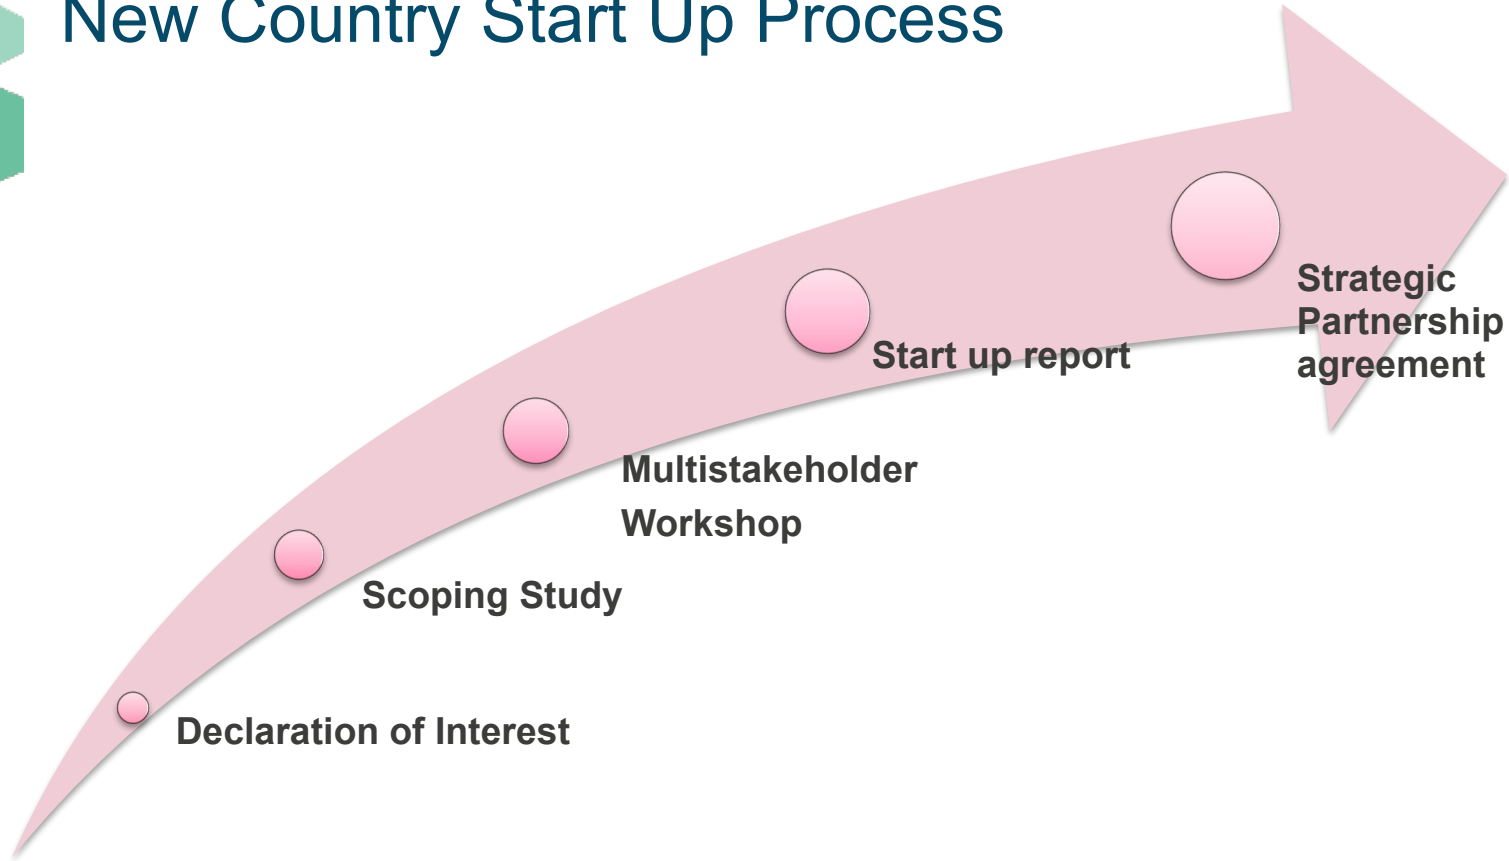 New Country Start Up Process
Strategic
Partnership
agreement
Start up report
Multistakeholder
Workshop
Scoping Study
Declaration of Interest